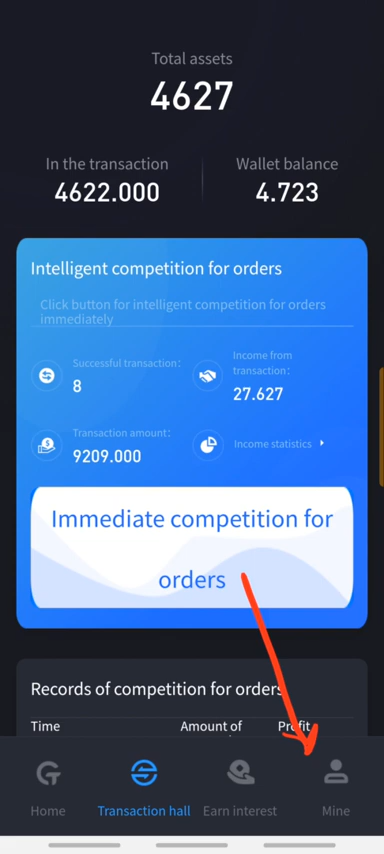 Total assets
4627
In the transaction
Wallet balance
4622.000
4.723
Intelligent competition for orders
Click button for intelligent competition for orders
immediately
Successful transaction:
8
Income from
transaction:
27.627
Transaction amount:
9209.000
Income statistics
Immediate competition for
orders
Records of competition for orders
Time
Amount of
Profit
Home
Transaction hall
Earn interest
Mine